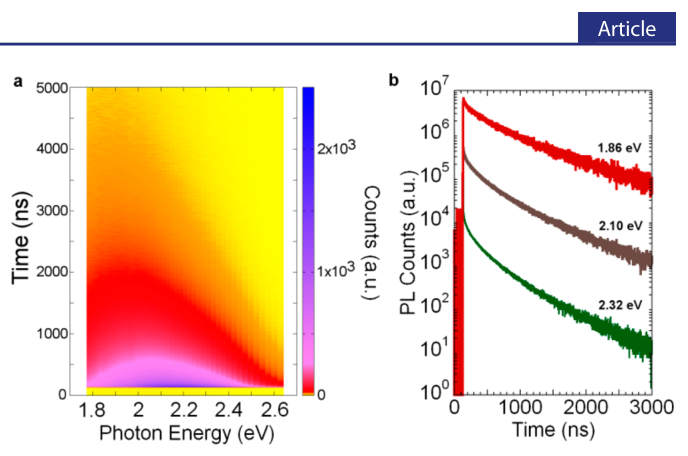 Article
a
b
5000
4000
3000
2000
1000
0
Time (ns)
1.8
2
2.2
2.4
2.6
Photon Energy (eV)
2x10³
1x10³
0
Counts (a.u.)
10⁷
10⁶
10⁵
10⁴
10³
10²
10¹
10⁰
PL Counts (a.u.)
1.86 eV
2.10 eV
2.32 eV
0
1000
2000
3000
Time (ns)